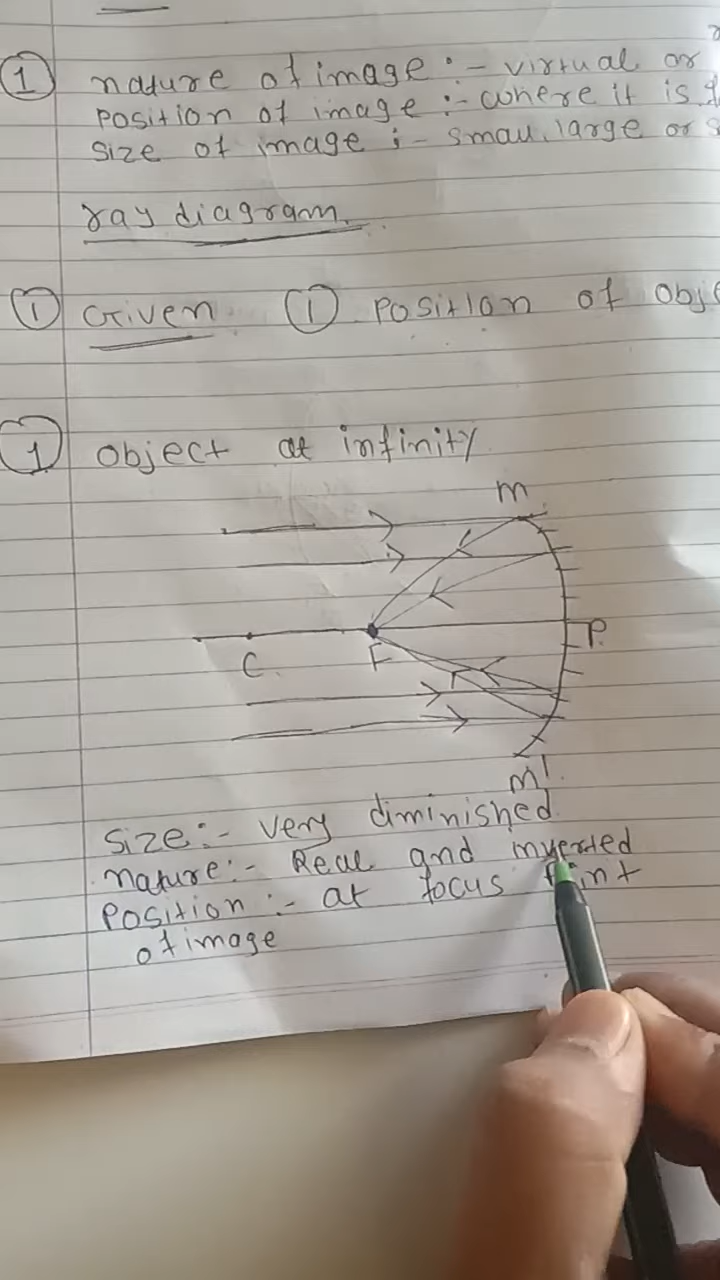 ① nature of image :- virtual or
position of image :- where it is
size of image :- small, large or
ray diagram.
① Given ① position of obje
① object at infinity
M
C F P.
M'.
size:- very diminished
nature:- Real and inverted
position :- at focus
of image